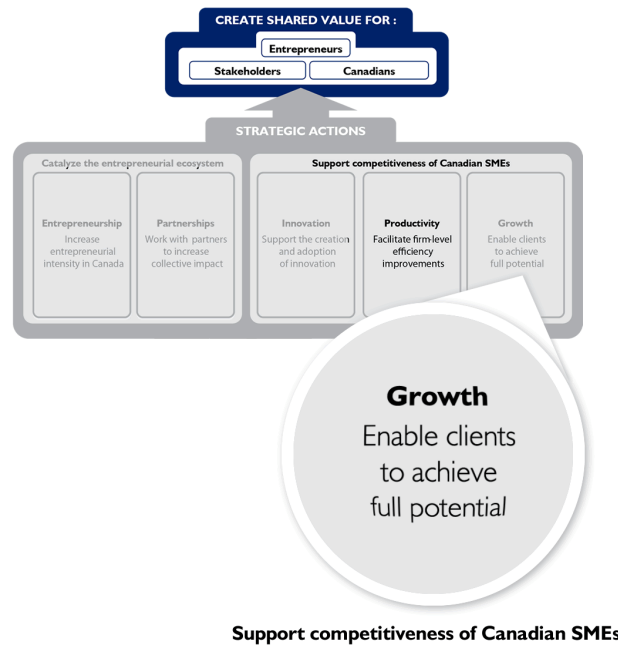 CREATE SHARED VALUE FOR :
Entrepreneurs
Stakeholders
Canadians
STRATEGIC ACTIONS
Catalyze the entrepreneurial ecosystem
Support competitiveness of Canadian SMEs
Entrepreneurship
Increase
entrepreneurial
intensity in Canada
Partnerships
Work with partners
to increase
collective impact
Innovation
Support the creation
and adoption
of innovation
Productivity
Facilitate firm-level
efficiency
improvements
Growth
Enable clients
to achieve
full potential
Growth
Enable clients
to achieve
full potential
Support competitiveness of Canadian SMEs